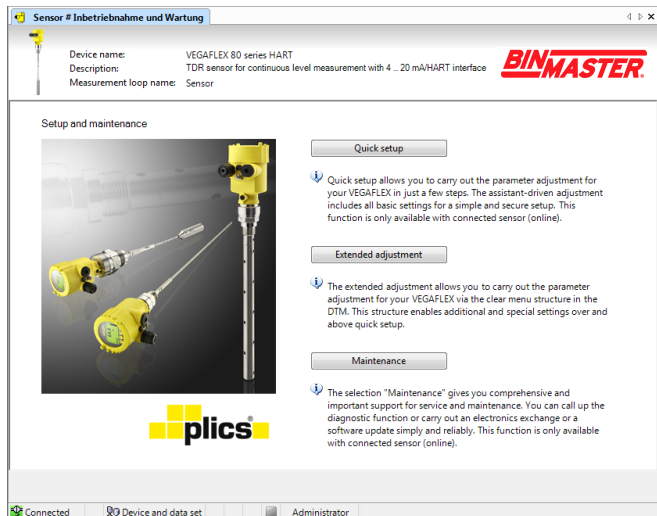 Sensor # Inbetriebnahme und Wartung
Device name: VEGAFLEX 80 series HART
Description: TDR sensor for continuous level measurement with 4 .. 20 mA/HART interface
Measurement loop name: Sensor
BINMASTER®
Setup and maintenance
Quick setup
Quick setup allows you to carry out the parameter adjustment for
your VEGAFLEX in just a few steps. The assistant-driven adjustment
includes all basic settings for a simple and secure setup. This
function is only available with connected sensor (online).
Extended adjustment
The extended adjustment allows you to carry out the parameter
adjustment for your VEGAFLEX via the clear menu structure in the
DTM. This structure enables additional and special settings over and
above quick setup.
Maintenance
The selection "Maintenance" gives you comprehensive and
important support for service and maintenance. You can call up the
diagnostic function or carry out an electronics exchange or a
software update simply and reliably. This function is only available
with connected sensor (online).
plics®
Connected
Device and data set
Administrator